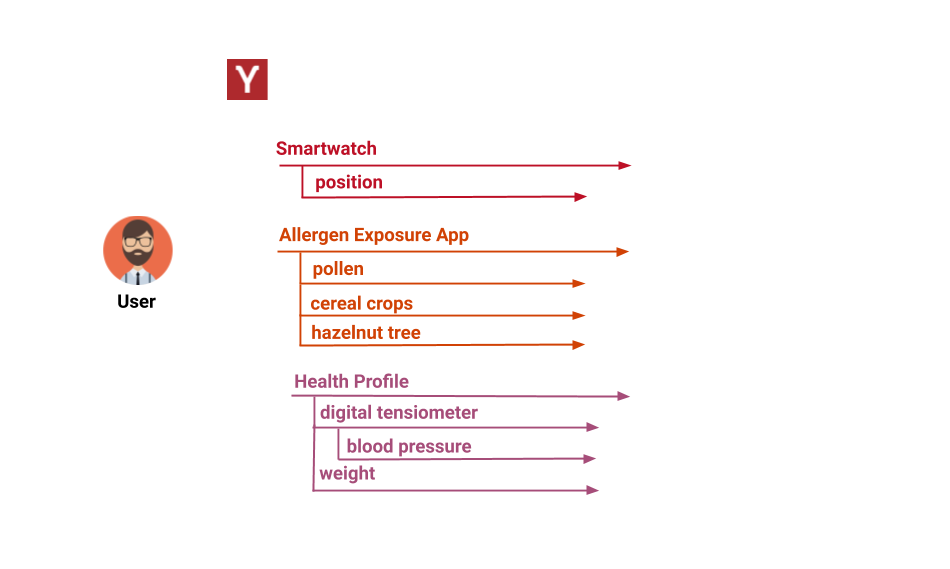 Y
Smartwatch
position
Allergen Exposure App
pollen
User
cereal crops
hazelnut tree
Health Profile
digital tensiometer
blood pressure
weight